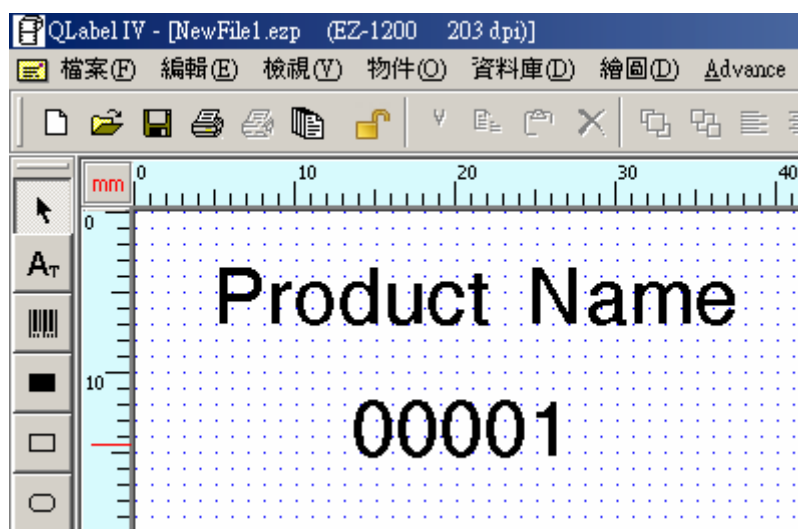 QLabel IV - [NewFile1.ezp (EZ-1200 203 dpi)]
檔案(F) 編輯(E) 檢視(V) 物件(O) 資料庫(D) 繪圖(D) Advance
mm 0 10 20 30 40
0
AT
Product Name
10
00001